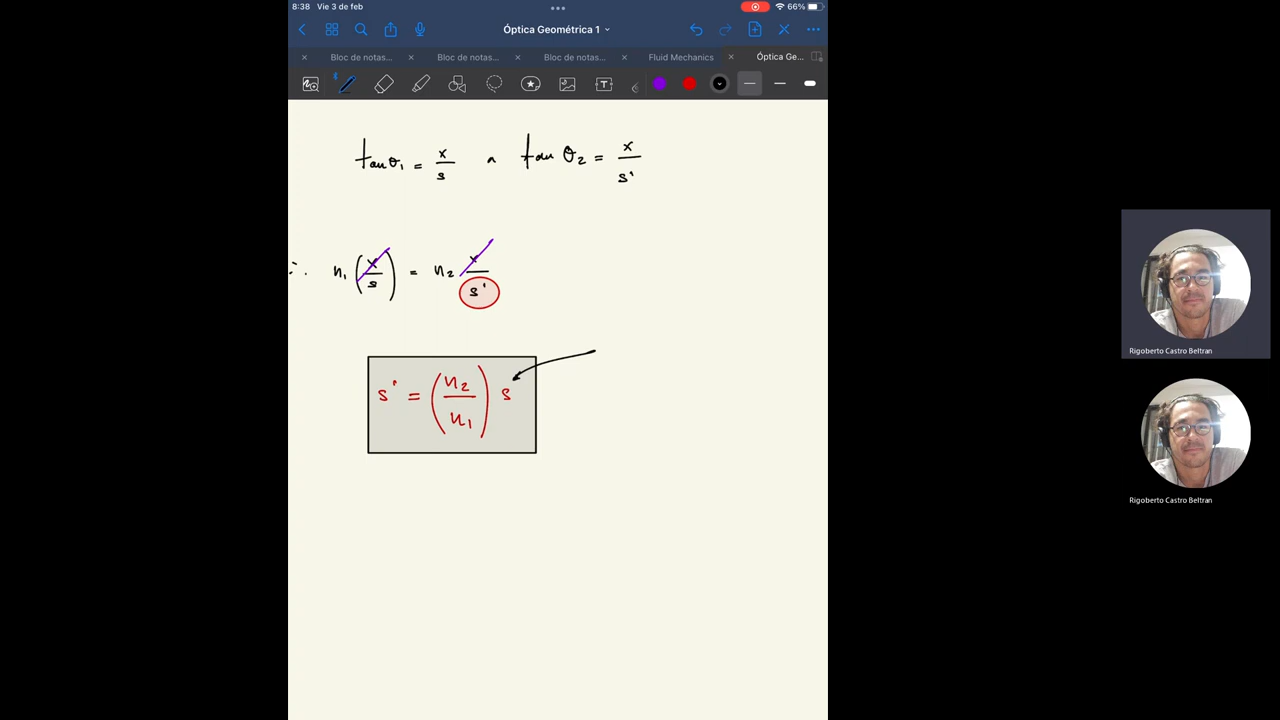 8:38 Vie 3 de feb
66%
Óptica Geométrica 1
Bloc de notas... Bloc de notas... Bloc de notas... Fluid Mechanics Óptica Ge...
tan θ₁ = x/s ^ tan θ₂ = x/s'
∴ n₁ (x/s) = n₂ x/s'
s' = (n₂/n₁) s
Rigoberto Castro Beltran
Rigoberto Castro Beltran